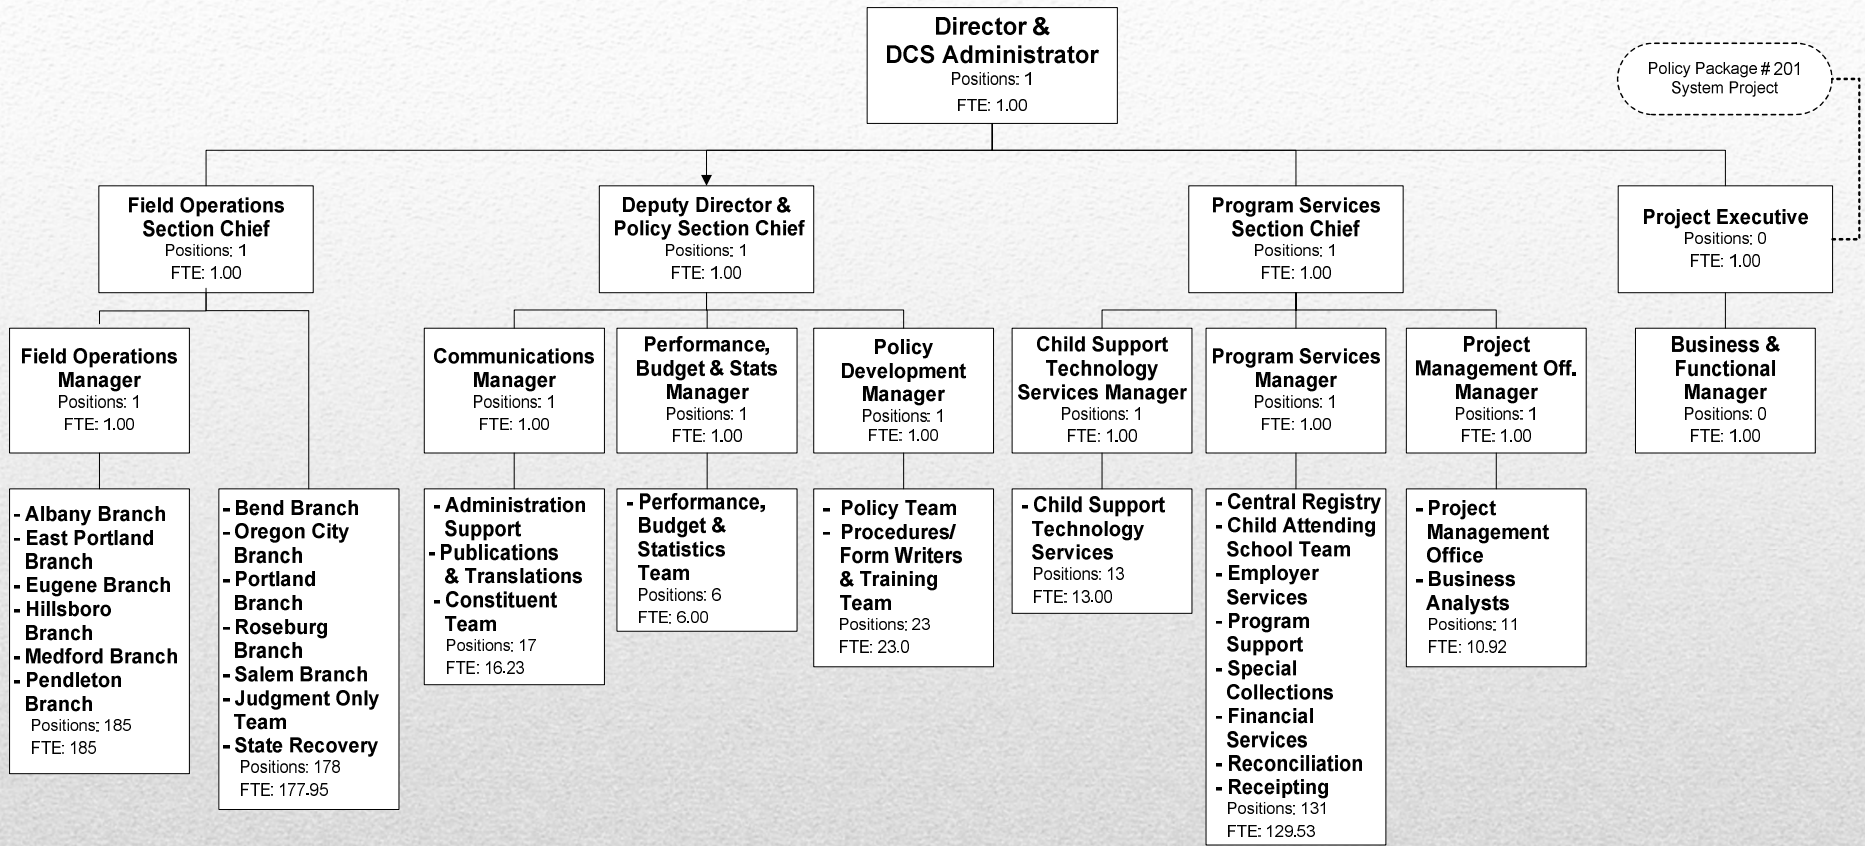 Director &
DCS Administrator
Positions: 1
FTE: 1.00
Policy Package # 201
System Project
Field Operations
Section Chief
Positions: 1
FTE: 1.00
Deputy Director &
Policy Section Chief
Positions: 1
FTE: 1.00
Program Services
Section Chief
Positions: 1
FTE: 1.00
Project Executive
Positions: 0
FTE: 1.00
Field Operations
Manager
Positions: 1
FTE: 1.00
Communications
Manager
Positions: 1
FTE: 1.00
Performance,
Budget & Stats
Manager
Positions: 1
FTE: 1.00
Policy
Development
Manager
Positions: 1
FTE: 1.00
Child Support
Technology
Services Manager
Positions: 1
FTE: 1.00
Program Services
Manager
Positions: 1
FTE: 1.00
Project
Management Off.
Manager
Positions: 1
FTE: 1.00
Business &
Functional
Manager
Positions: 0
FTE: 1.00
- Albany Branch
- East Portland
Branch
- Eugene Branch
- Hillsboro
Branch
- Medford Branch
- Pendleton
Branch
Positions: 185
FTE: 185
- Bend Branch
- Oregon City
Branch
- Portland
Branch
- Roseburg
Branch
- Salem Branch
- Judgment Only
Team
- State Recovery
Positions: 178
FTE: 177.95
- Administration
Support
- Publications
& Translations
- Constituent
Team
Positions: 17
FTE: 16.23
- Performance,
Budget &
Statistics
Team
Positions: 6
FTE: 6.00
- Policy Team
- Procedures/
Form Writers
& Training
Team
Positions: 23
FTE: 23.0
- Child Support
Technology
Services
Positions: 13
FTE: 13.00
- Central Registry
- Child Attending
School Team
- Employer
Services
- Program
Support
- Special
Collections
- Financial
Services
- Reconciliation
- Receipting
Positions: 131
FTE: 129.53
- Project
Management
Office
- Business
Analysts
Positions: 11
FTE: 10.92